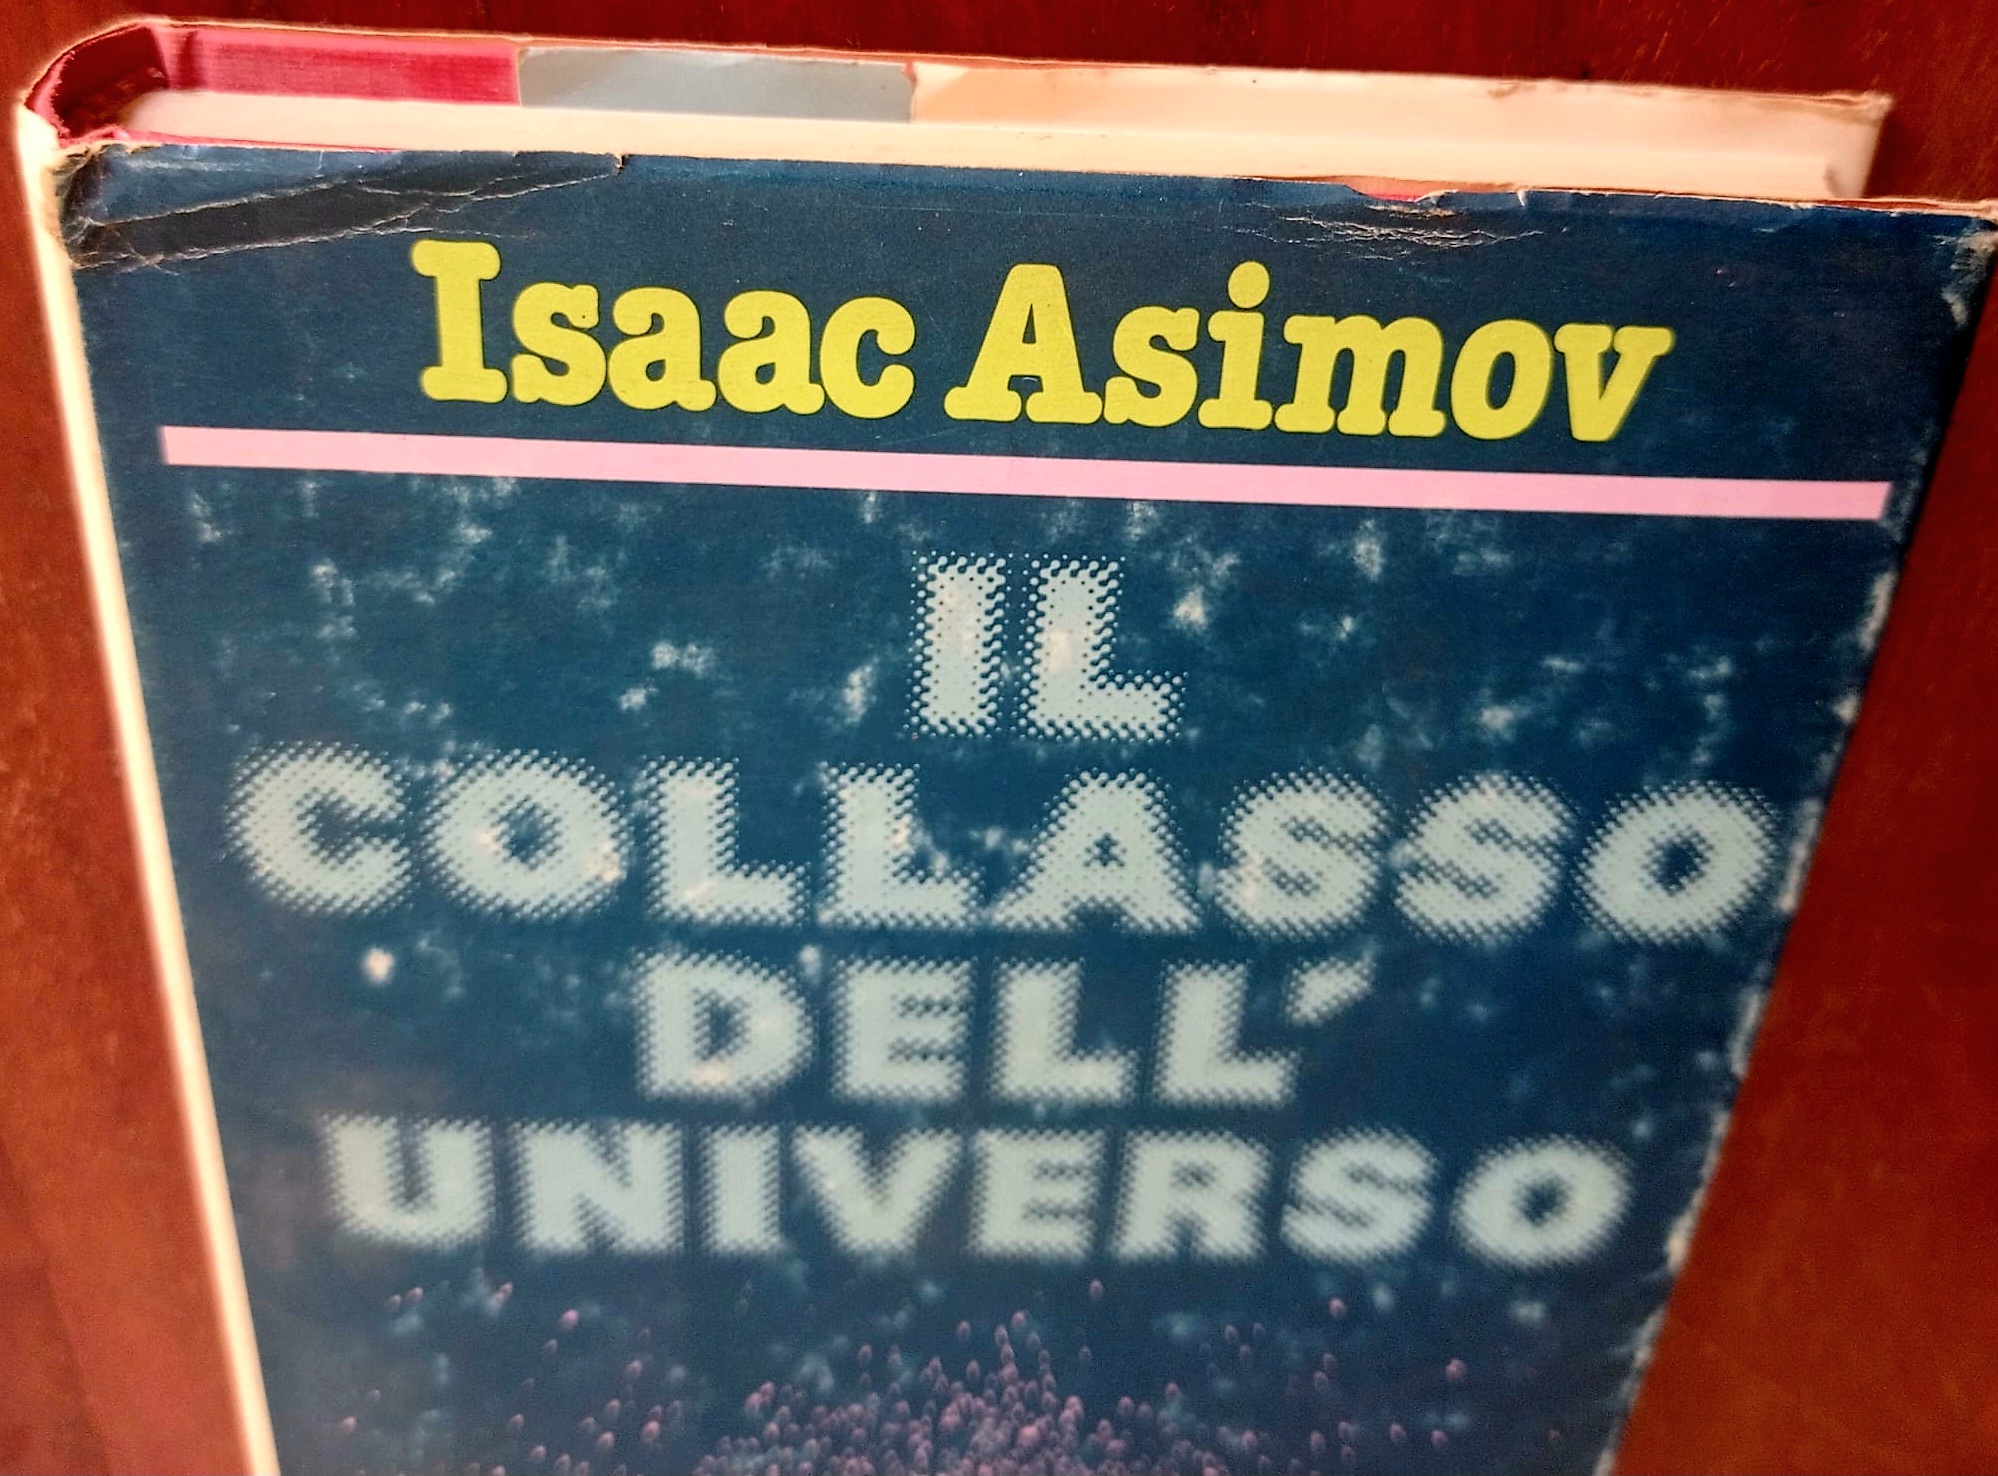 Isaac Asimov
IL
COLLASSO
DELL'
UNIVERSO